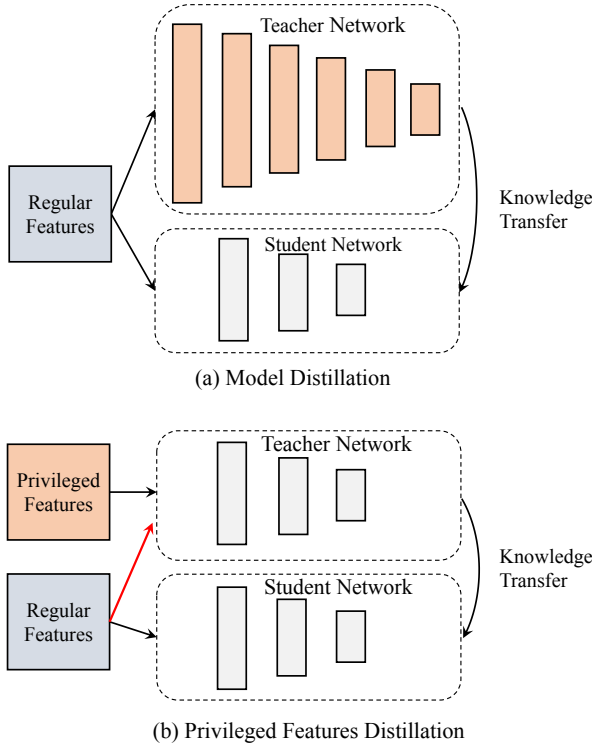 Teacher Network
Regular
Features
Knowledge
Transfer
Student Network
(a) Model Distillation
Teacher Network
Privileged
Features
Knowledge
Transfer
Student Network
Regular
Features
(b) Privileged Features Distillation